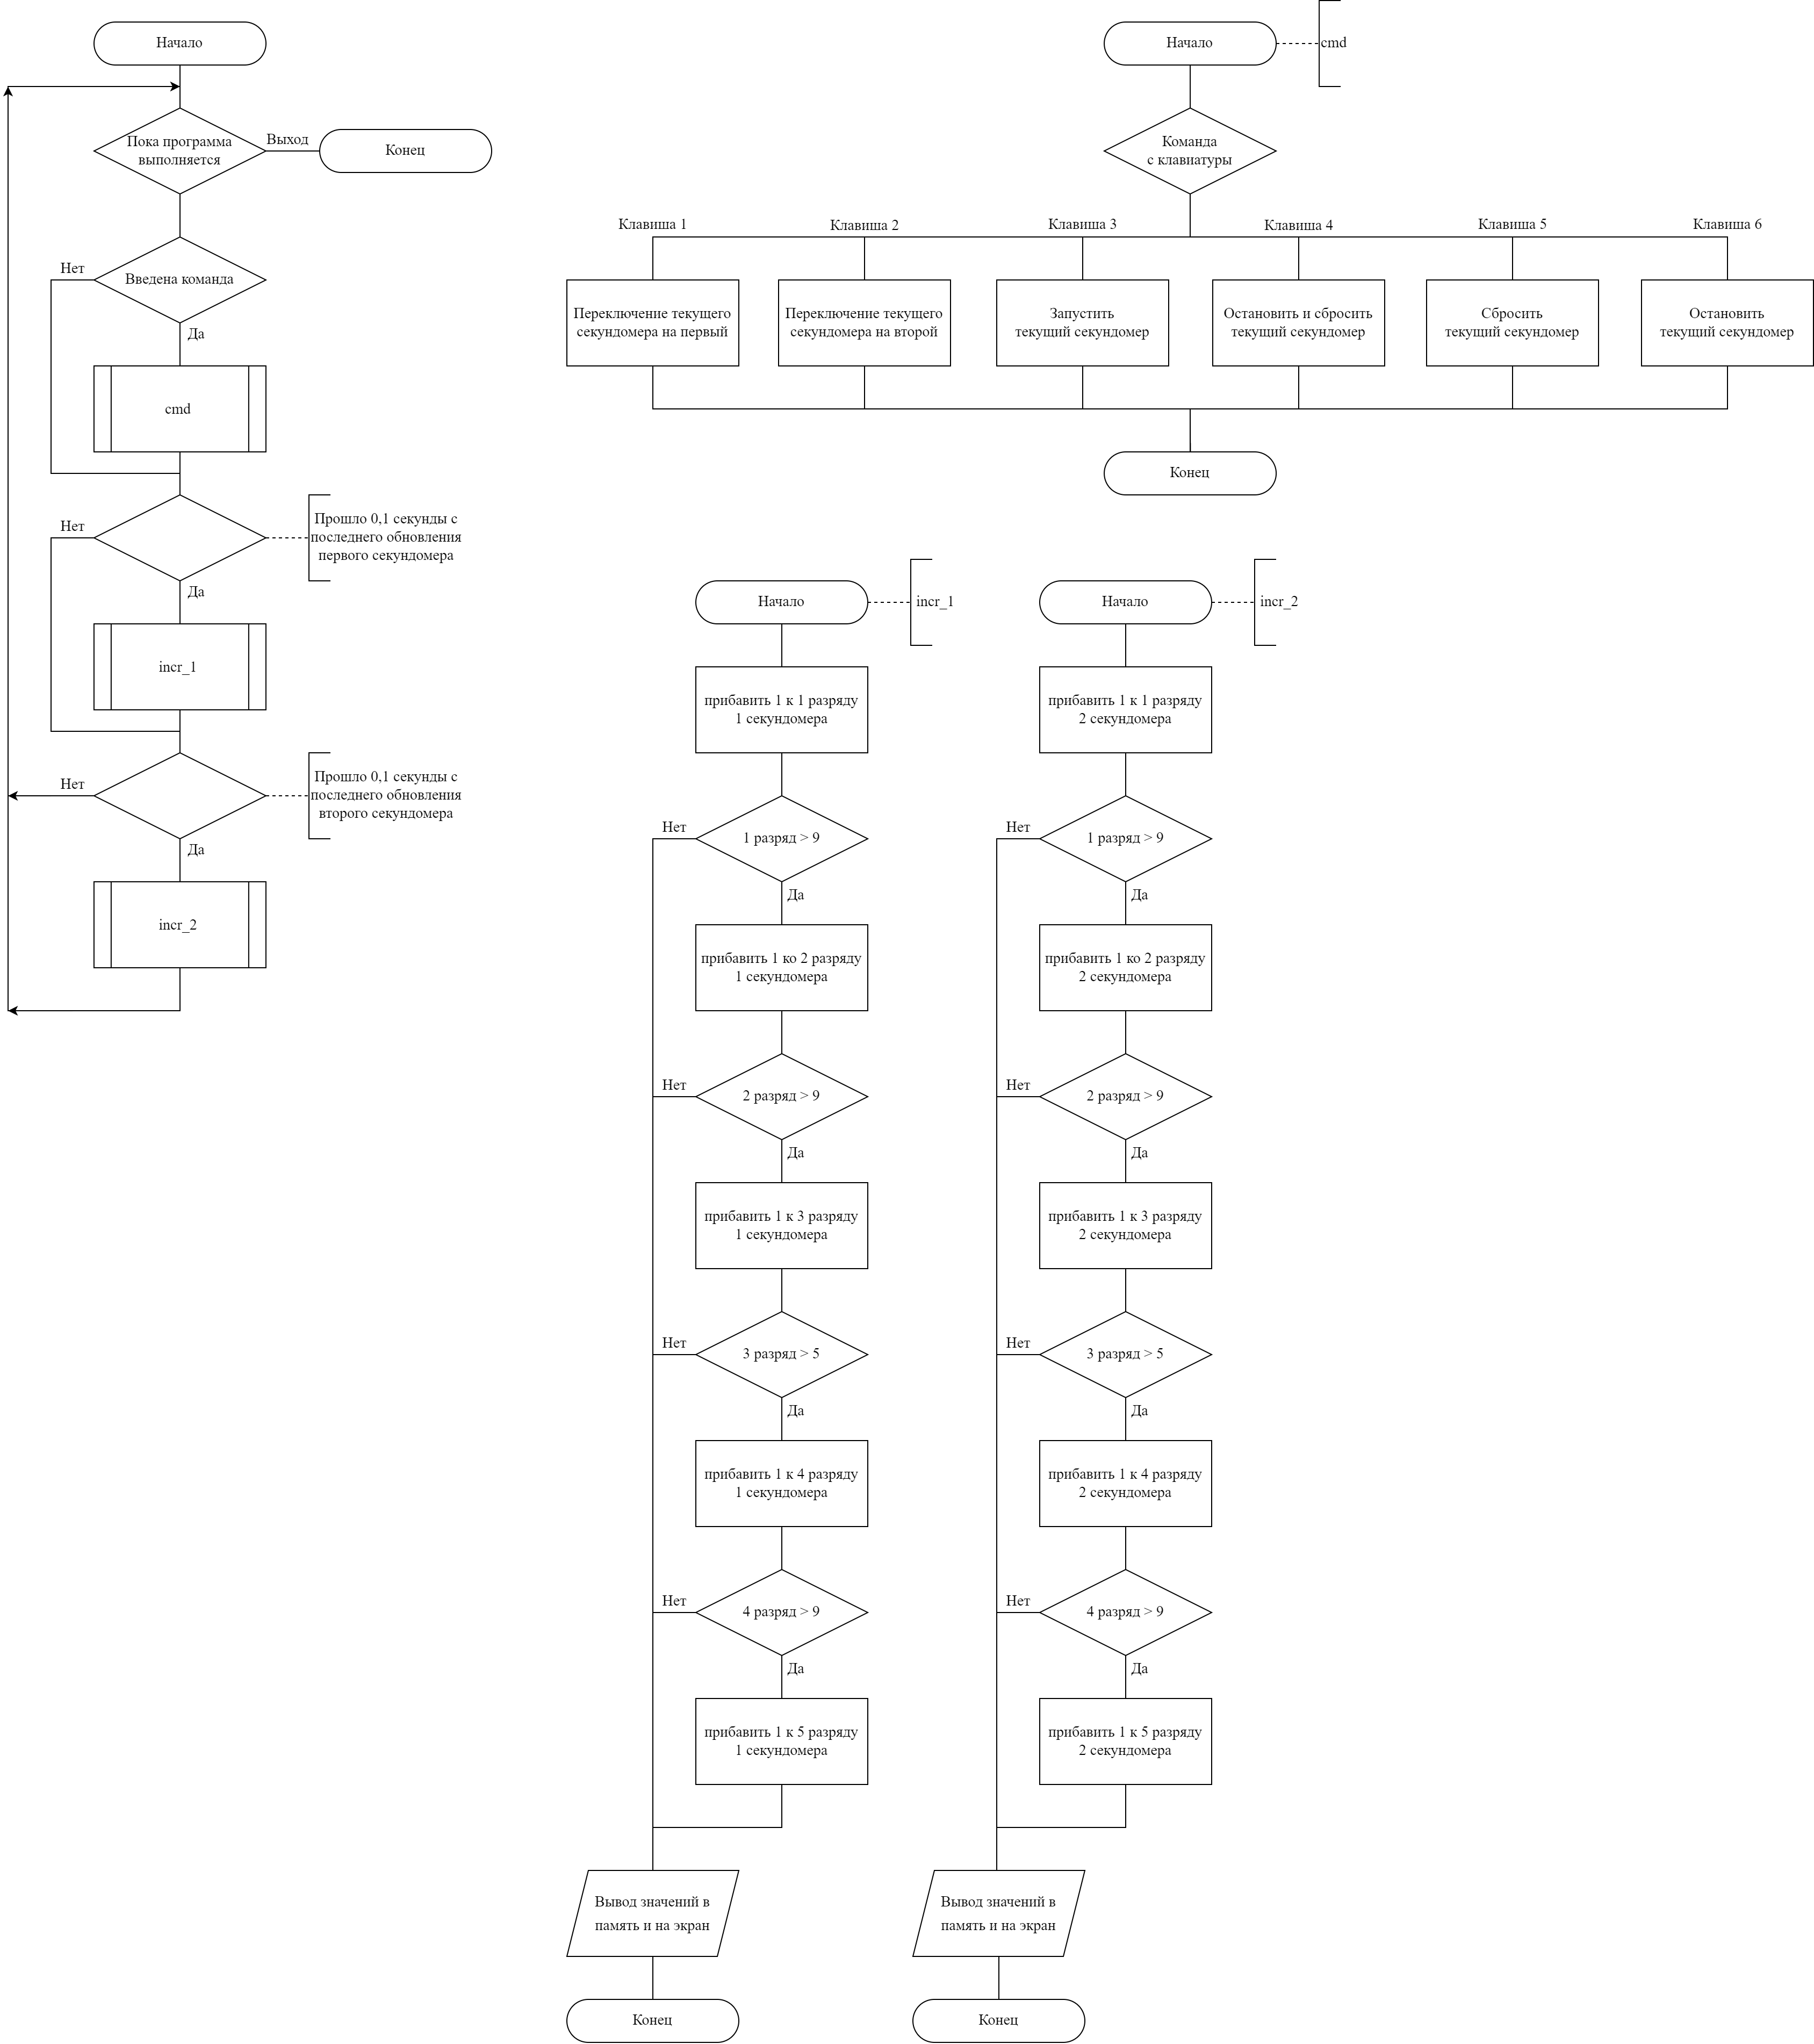 Начало
Пока программа
выполняется
Выход
Конец
Введена команда
Нет
Да
cmd
Нет
Прошло 0,1 секунды с
последнего обновления
первого секундомера
Да
incr_1
Нет
Прошло 0,1 секунды с
последнего обновления
второго секундомера
Да
incr_2
Начало
cmd
Команда
с клавиатуры
Клавиша 1
Клавиша 2
Клавиша 3
Клавиша 4
Клавиша 5
Клавиша 6
Переключение текущего
секундомера на первый
Переключение текущего
секундомера на второй
Запустить
текущий секундомер
Остановить и сбросить
текущий секундомер
Сбросить
текущий секундомер
Остановить
текущий секундомер
Конец
Начало
incr_1
прибавить 1 к 1 разряду
1 секундомера
Нет
1 разряд > 9
Да
прибавить 1 ко 2 разряду
1 секундомера
Нет
2 разряд > 9
Да
прибавить 1 к 3 разряду
1 секундомера
Нет
3 разряд > 5
Да
прибавить 1 к 4 разряду
1 секундомера
Нет
4 разряд > 9
Да
прибавить 1 к 5 разряду
1 секундомера
Вывод значений в
память и на экран
Конец
Начало
incr_2
прибавить 1 к 1 разряду
2 секундомера
Нет
1 разряд > 9
Да
прибавить 1 ко 2 разряду
2 секундомера
Нет
2 разряд > 9
Да
прибавить 1 к 3 разряду
2 секундомера
Нет
3 разряд > 5
Да
прибавить 1 к 4 разряду
2 секундомера
Нет
4 разряд > 9
Да
прибавить 1 к 5 разряду
2 секундомера
Вывод значений в
память и на экран
Конец